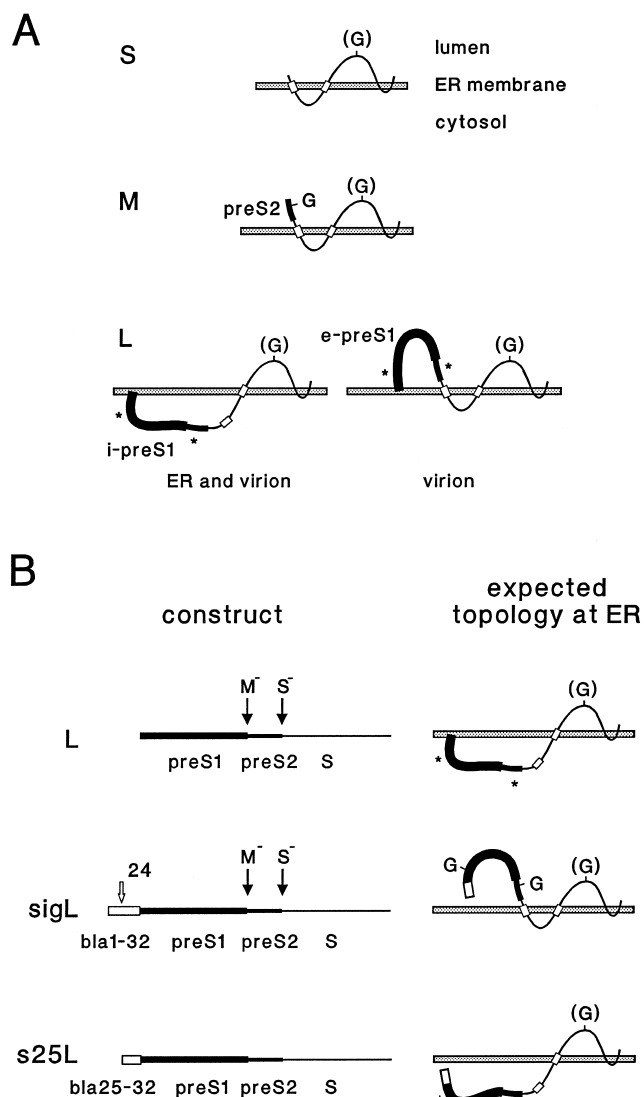 A
S
(G)
lumen
ER membrane
cytosol
M
preS2
G
(G)
L
(G)
*
*
i-preS1
ER and virion
e-preS1
*
*
(G)
virion
B
construct
expected
topology at ER
L
M⁻ S⁻
preS1 preS2 S
(G)
*
*
sigL
24
M⁻ S⁻
bla1-32 preS1 preS2 S
G
G
(G)
s25L
bla25-32 preS1 preS2 S
(G)